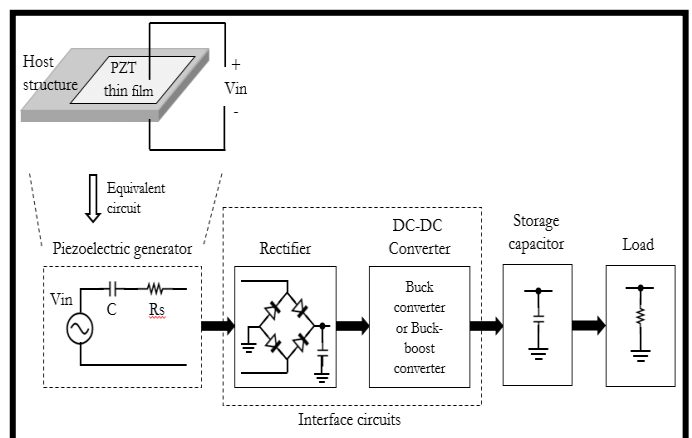 Host
structure
PZT
thin film
+
Vin
-
Equivalent
circuit
Piezoelectric generator
Vin
C
Rs
Rectifier
DC-DC
Converter
Buck
converter
or Buck-
boost
converter
Interface circuits
Storage
capacitor
Load